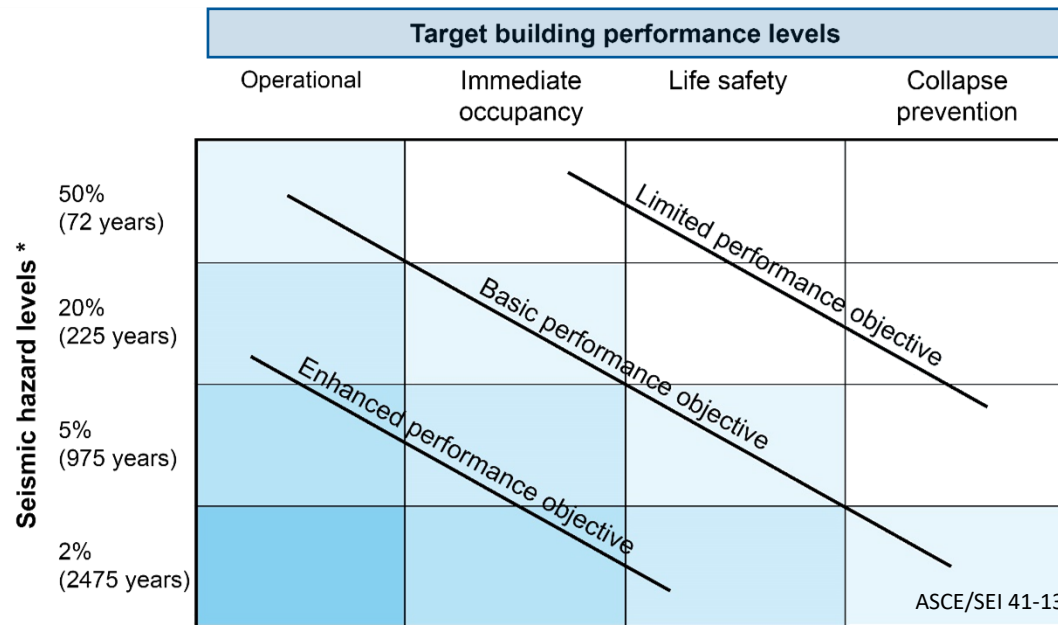 Target building performance levels
Operational
Immediate
occupancy
Life safety
Collapse
prevention
Seismic hazard levels *
50%
(72 years)
20%
(225 years)
5%
(975 years)
2%
(2475 years)
Limited performance objective
Basic performance objective
Enhanced performance objective
ASCE/SEI 41-13